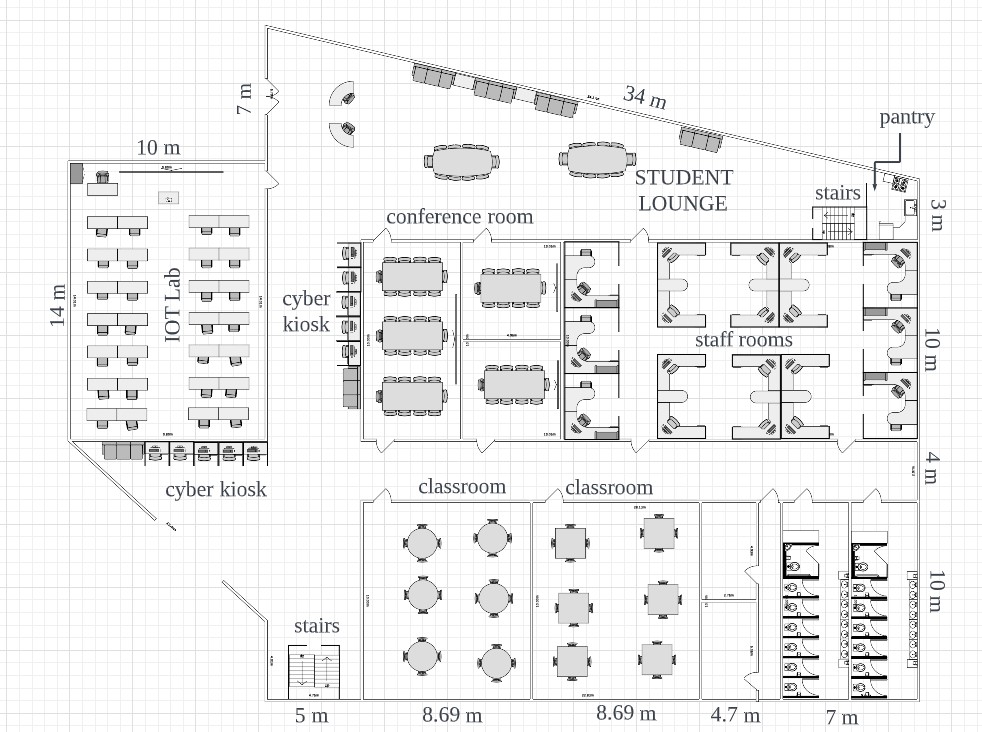 34 m
7 m
pantry
10 m
STUDENT
LOUNGE
stairs
3 m
conference room
14 m
IOT Lab
cyber
kiosk
staff rooms
10 m
4 m
cyber kiosk
classroom
classroom
10 m
stairs
5 m
8.69 m
8.69 m
4.7 m
7 m